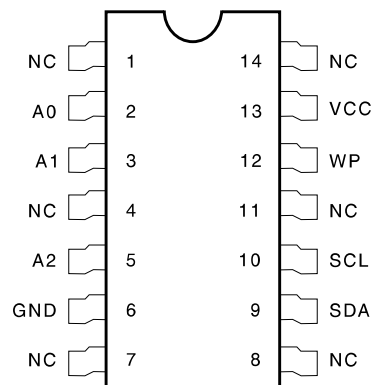 NC 1 14 NC
A0 2 13 VCC
A1 3 12 WP
NC 4 11 NC
A2 5 10 SCL
GND 6 9 SDA
NC 7 8 NC